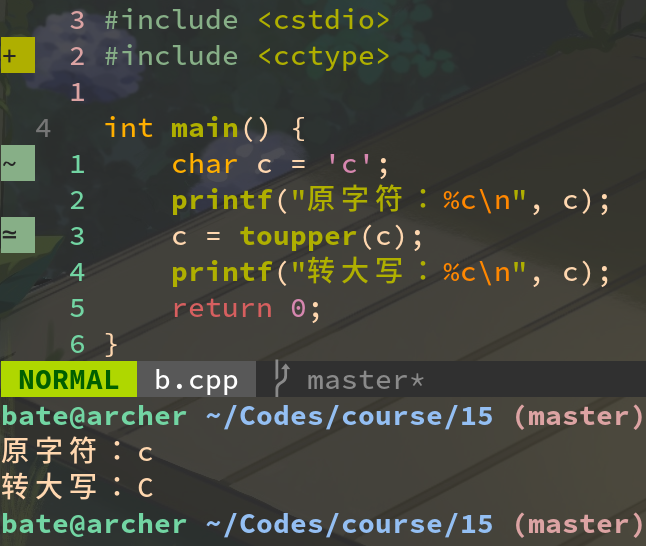 3 #include <cstdio>
+ 2 #include <cctype>
1
4 int main() {
~ 1 char c = 'c';
2 printf("原字符：%c\n", c);
≃ 3 c = toupper(c);
4 printf("转大写：%c\n", c);
5 return 0;
6 }
NORMAL b.cpp master*
bate@archer ~/Codes/course/15 (master)
原字符：c
转大写：C
bate@archer ~/Codes/course/15 (master)